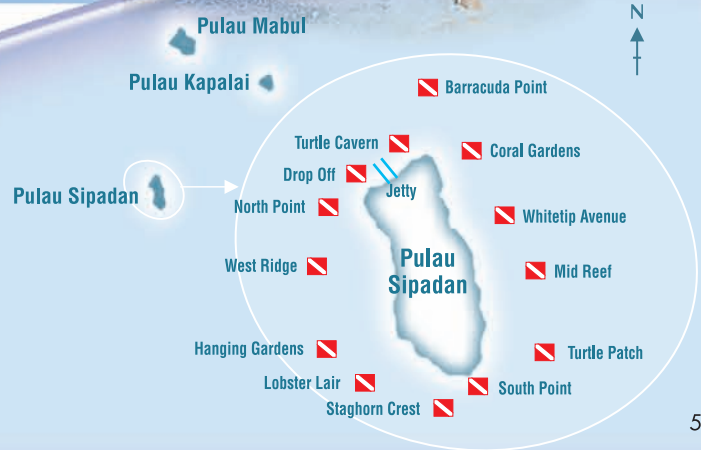 N
Pulau Mabul
Pulau Kapalai
Barracuda Point
Turtle Cavern
Coral Gardens
Drop Off
Jetty
Pulau Sipadan
North Point
Whitetip Avenue
West Ridge
Pulau
Sipadan
Mid Reef
Hanging Gardens
Turtle Patch
Lobster Lair
South Point
Staghorn Crest
5